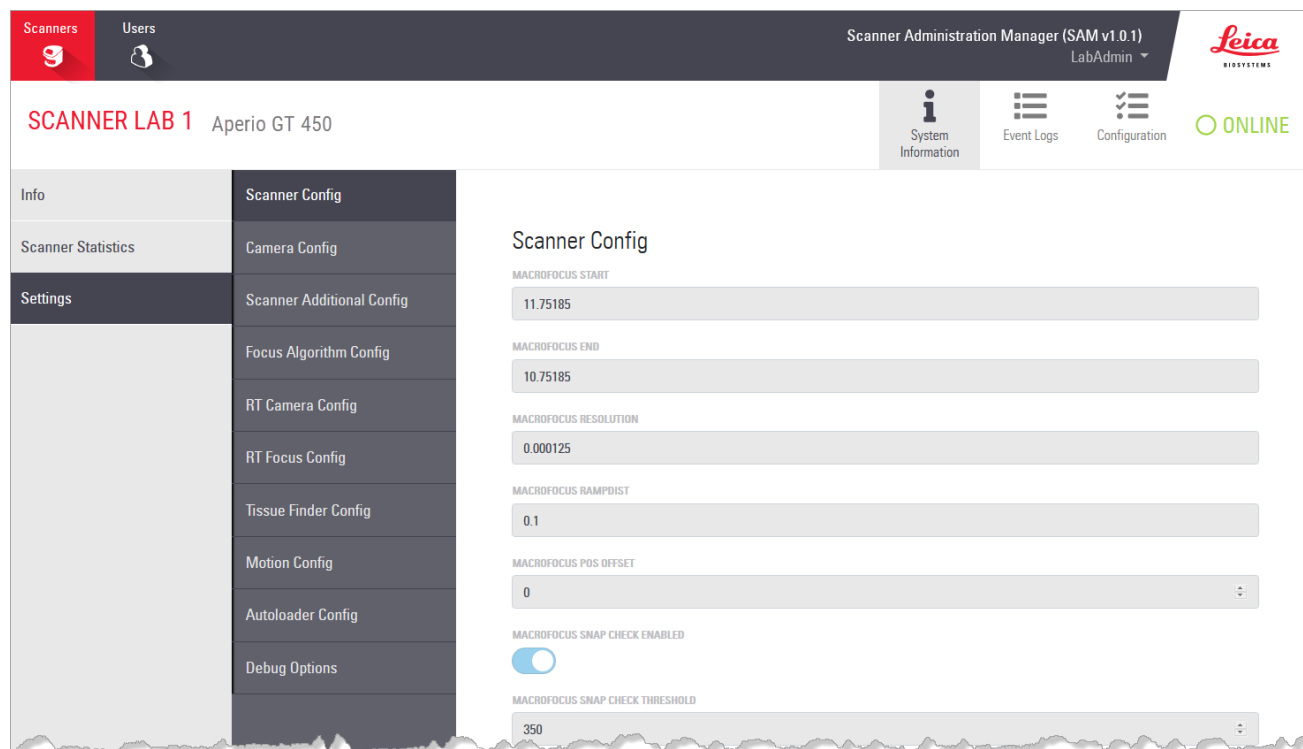 Scanners
Users
Scanner Administration Manager (SAM v1.0.1)
LabAdmin
Leica
BIOSYSTEMS
SCANNER LAB 1 Aperio GT 450
System
Information
Event Logs
Configuration
ONLINE
Info
Scanner Statistics
Settings
Scanner Config
Camera Config
Scanner Additional Config
Focus Algorithm Config
RT Camera Config
RT Focus Config
Tissue Finder Config
Motion Config
Autoloader Config
Debug Options
Scanner Config
MACROFOCUS START
11.75185
MACROFOCUS END
10.75185
MACROFOCUS RESOLUTION
0.000125
MACROFOCUS RAMPDIST
0.1
MACROFOCUS POS OFFSET
0
MACROFOCUS SNAP CHECK ENABLED
MACROFOCUS SNAP CHECK THRESHOLD
350